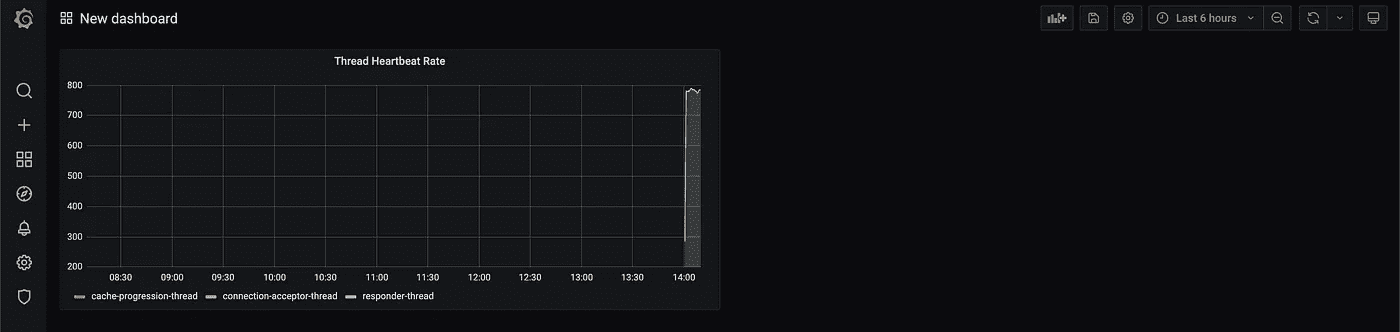 New dashboard
Last 6 hours
Thread Heartbeat Rate
800
700
600
500
400
300
200
08:30 09:00 09:30 10:00 10:30 11:00 11:30 12:00 12:30 13:00 13:30 14:00
cache-progression-thread connection-acceptor-thread responder-thread